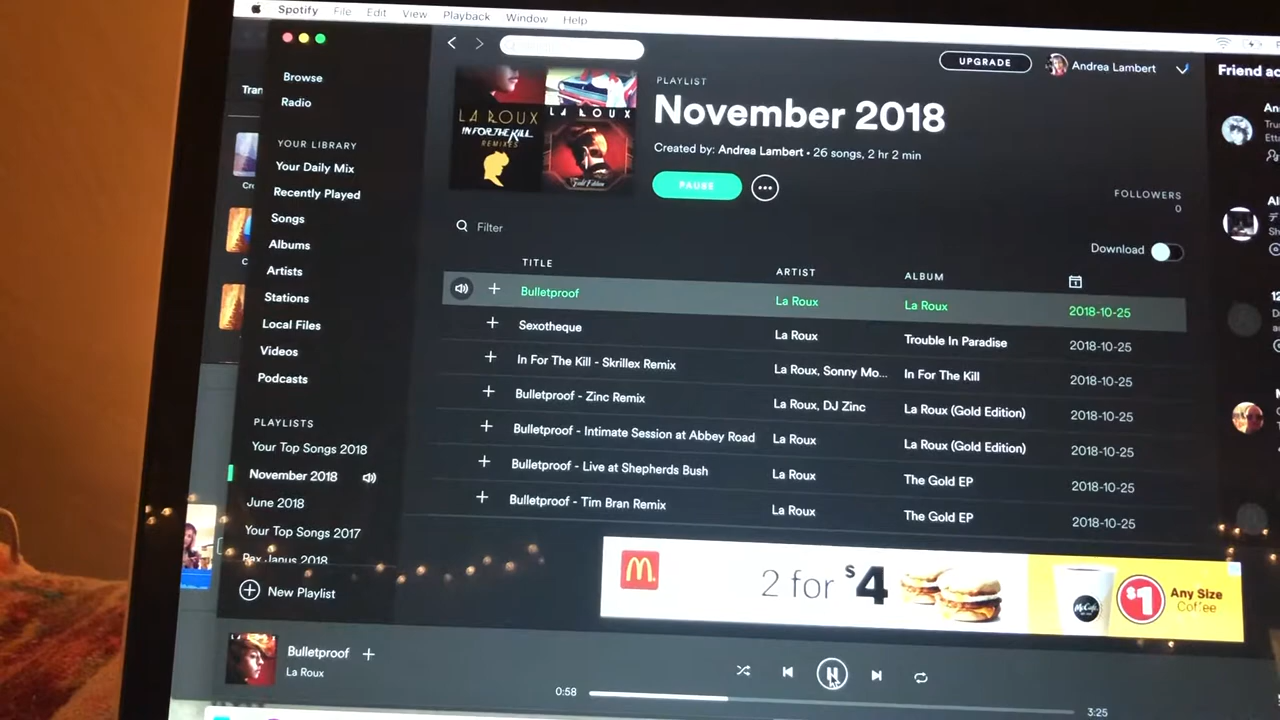 Spotify File Edit View Playback Window Help
Browse
Radio
YOUR LIBRARY
Your Daily Mix
Recently Played
Songs
Albums
Artists
Stations
Local Files
Videos
Podcasts
PLAYLISTS
Your Top Songs 2018
November 2018
June 2018
Your Top Songs 2017
Pax Janus 2018
New Playlist
UPGRADE
Andrea Lambert
Friend
PLAYLIST
November 2018
Created by: Andrea Lambert • 26 songs, 2 hr 2 min
PAUSE
FOLLOWERS
0
LA ROUX
IN FOR THE KILL
REMIXES
LA ROUX
Gold Edition
Filter
Download
TITLE ARTIST ALBUM
Bulletproof La Roux La Roux 2018-10-25
Sexotheque La Roux Trouble In Paradise 2018-10-25
In For The Kill - Skrillex Remix La Roux, Sonny Mo... In For The Kill 2018-10-25
Bulletproof - Zinc Remix La Roux, DJ Zinc La Roux (Gold Edition) 2018-10-25
Bulletproof - Intimate Session at Abbey Road La Roux La Roux (Gold Edition) 2018-10-25
Bulletproof - Live at Shepherds Bush La Roux The Gold EP 2018-10-25
Bulletproof - Tim Bran Remix La Roux The Gold EP 2018-10-25
2 for $4
McCafé
$1
Any Size
Coffee
Bulletproof
La Roux
0:58
3:25